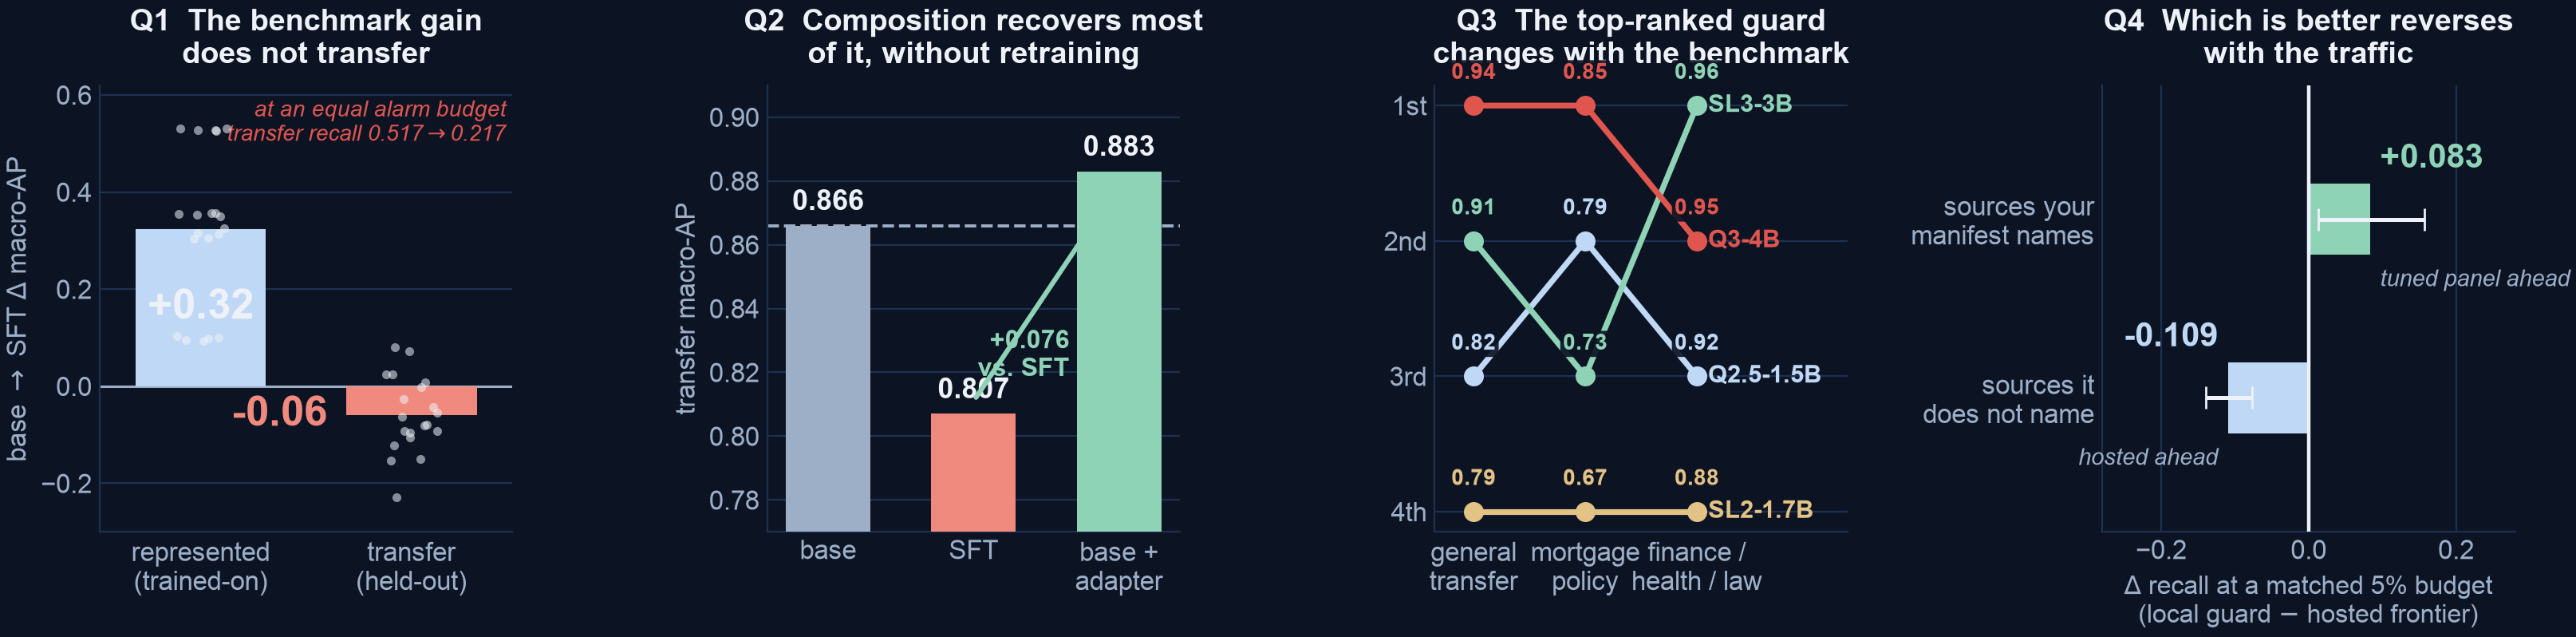 Q1 The benchmark gain
does not transfer
base → SFT Δ macro-AP
0.6
0.4
0.2
0.0
−0.2
at an equal alarm budget
transfer recall 0.517→0.217
+0.32
-0.06
represented
(trained-on)
transfer
(held-out)
Q2 Composition recovers most
of it, without retraining
transfer macro-AP
0.90
0.88
0.86
0.84
0.82
0.80
0.78
0.866
0.807
0.883
+0.076
vs. SFT
base
SFT
base +
adapter
Q3 The top-ranked guard
changes with the benchmark
1st
2nd
3rd
4th
0.94
0.85
0.96
SL3-3B
0.91
0.79
0.95
Q3-4B
0.82
0.73
0.92
Q2.5-1.5B
0.79
0.67
0.88
SL2-1.7B
general
transfer
mortgage
policy
finance /
health / law
Q4 Which is better reverses
with the traffic
+0.083
sources your
manifest names
tuned panel ahead
-0.109
sources it
does not name
hosted ahead
−0.2
0.0
0.2
Δ recall at a matched 5% budget
(local guard − hosted frontier)